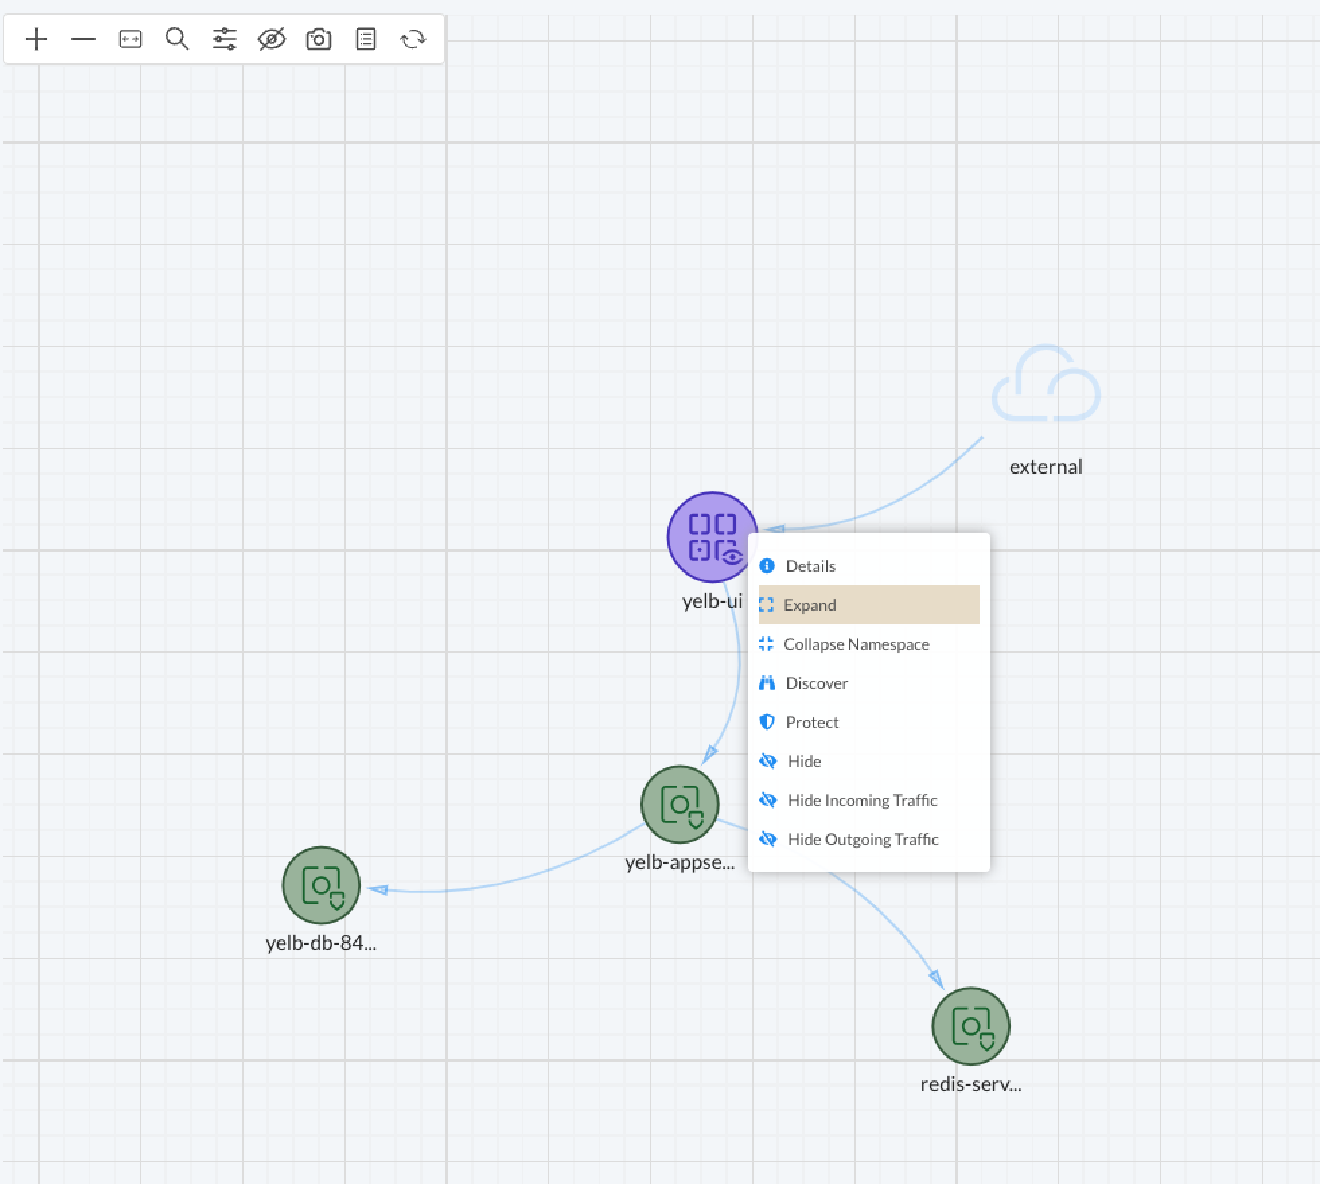 external
yelb-ui
Details
Expand
Collapse Namespace
Discover
Protect
Hide
Hide Incoming Traffic
Hide Outgoing Traffic
yelb-appse...
yelb-db-84...
redis-serv...